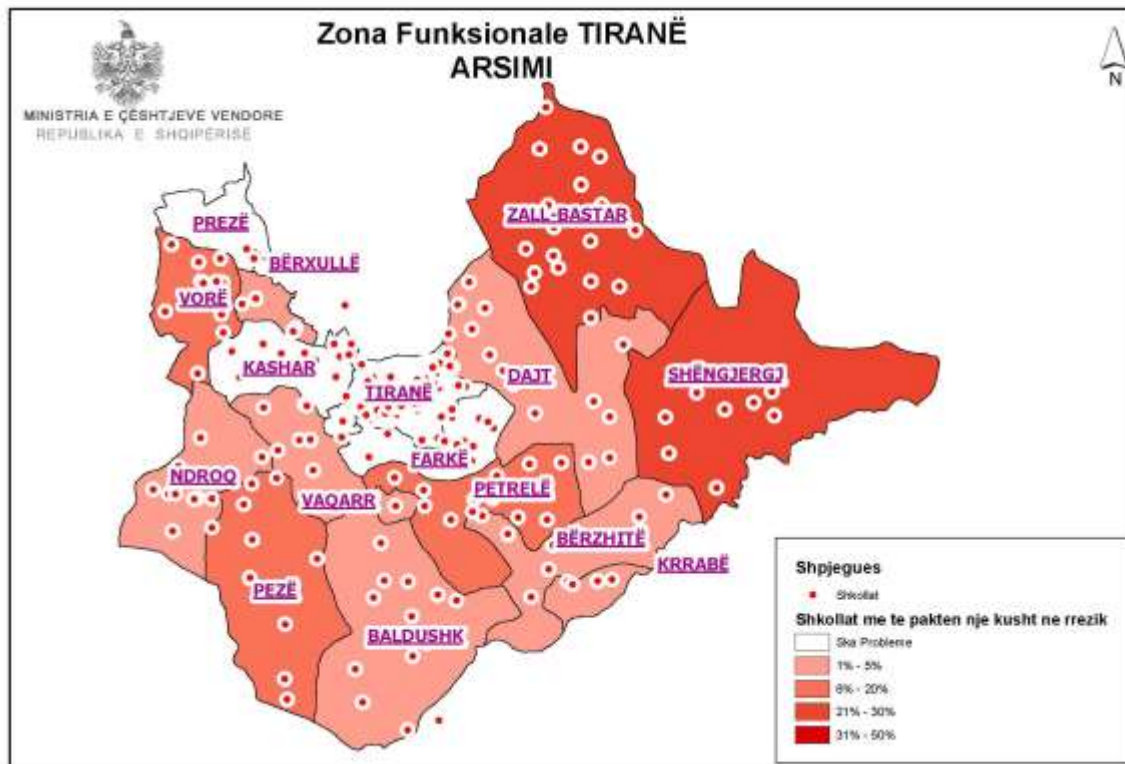 Zona Funksionale TIRANË
ARSIMI
MINISTRIA E ÇËSHTJEVE VENDORE
REPUBLIKA E SHQIPËRISË
N
ZALL-BASTAR
PREZË
BËRXULLË
VORË
KASHAR
TIRANË
DAJT
SHËNGJERGJ
FARKË
NDROQ
VAQARR
PETRELË
BËRZHITË
KRRABË
PEZË
BALDUSHK
Shpjegues
Shkollat
Shkollat me te pakten nje kusht ne rrezik
Ska Probleme
1% - 5%
6% - 20%
21% - 30%
31% - 50%